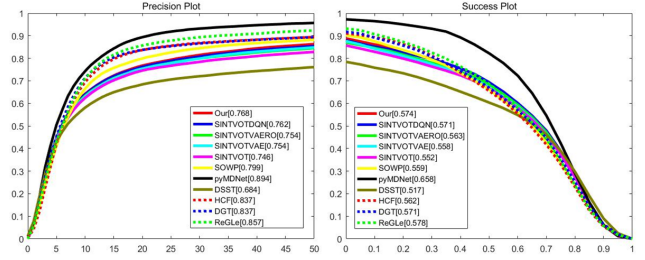 Precision Plot
1
0.9
0.8
0.7
0.6
0.5
0.4
0.3
0.2
0.1
0
0 5 10 15 20 25 30 35 40 45 50
Our[0.768]
SINTVOTDQN[0.762]
SINTVOTVAERO[0.754]
SINTVOTVAE[0.754]
SINTVOT[0.746]
SOWP[0.799]
pyMDNet[0.894]
DSST[0.684]
HCF[0.837]
DGT[0.837]
ReGLe[0.857]
Success Plot
1
0.9
0.8
0.7
0.6
0.5
0.4
0.3
0.2
0.1
0
0 0.1 0.2 0.3 0.4 0.5 0.6 0.7 0.8 0.9 1
Our[0.574]
SINTVOTDQN[0.571]
SINTVOTVAERO[0.563]
SINTVOTVAE[0.558]
SINTVOT[0.552]
SOWP[0.559]
pyMDNet[0.658]
DSST[0.517]
HCF[0.562]
DGT[0.571]
ReGLe[0.578]